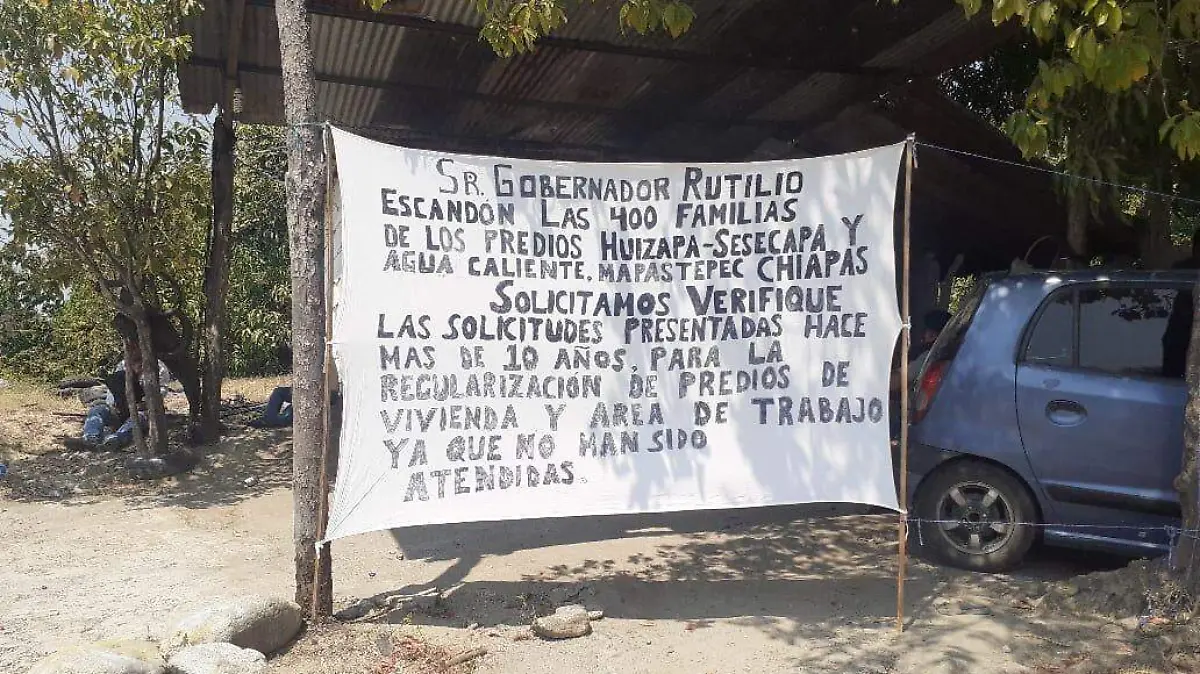 SR. GOBERNADOR RUTILIO
ESCANDON LAS 400 FAMILIAS
DE LOS PREDIOS HUIZAPA-SESECAPA Y
AGUA CALIENTE. MAPASTEPEC CHIAPAS
SOLICITAMOS VERIFIQUE
LAS SOLICITUDES PRESENTADAS HACE
MAS DE 10 AÑOS, PARA LA
REGULARIZACIÓN DE PREDIOS DE
VIVIENDA Y AREA DE TRABAJO
YA QUE NO HAN SIDO
ATENDIDAS.